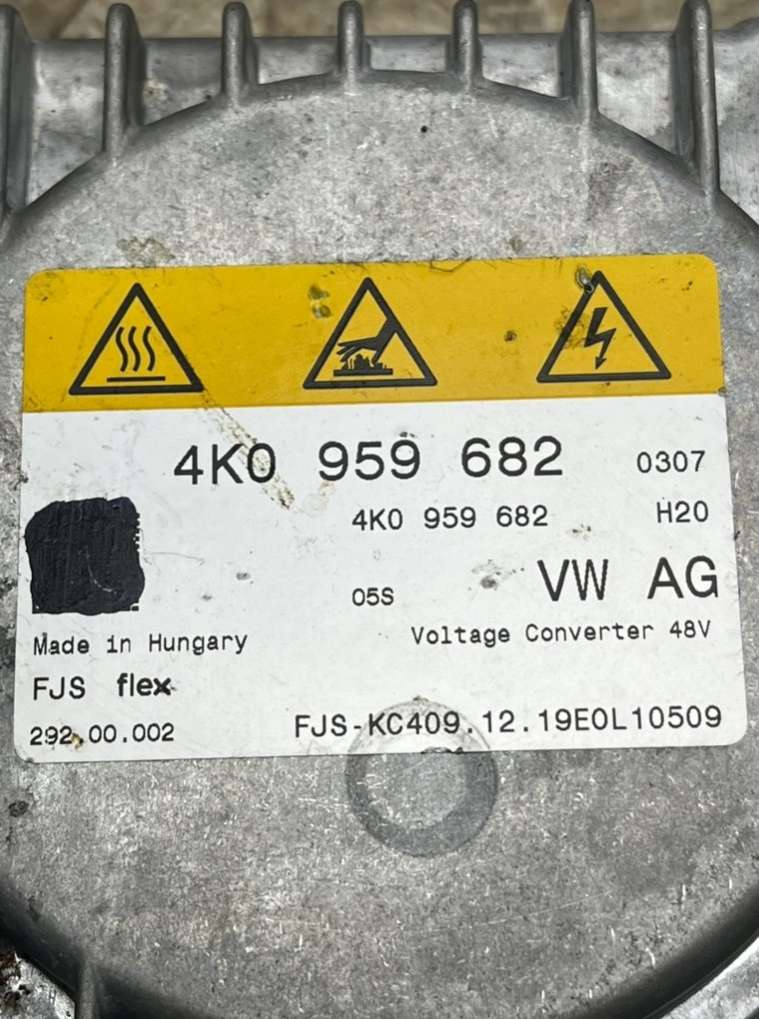 4K0 959 682 0307
4K0 959 682 H20
05S VW AG
Made in Hungary Voltage Converter 48V
FJS flex
292.00.002 FJS-KC409.12.19E0L10509